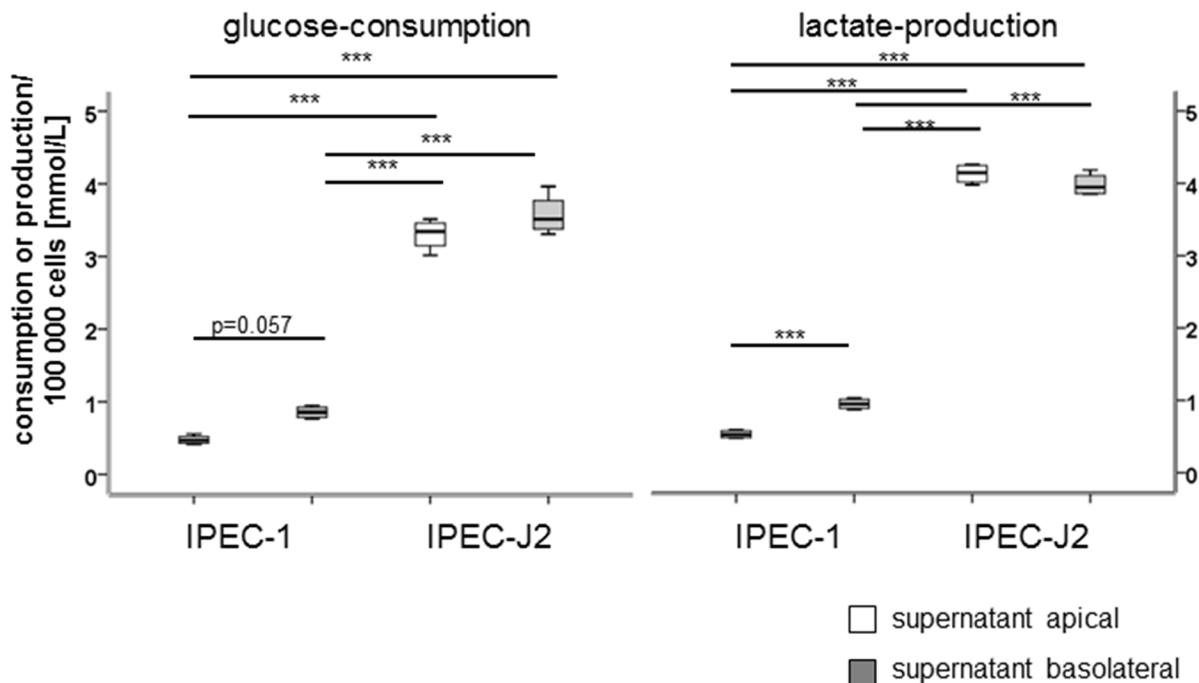 glucose-consumption
lactate-production
consumption or production/
100 000 cells [mmol/L]
***
***
***
***
p=0.057
***
***
***
***
***
5
4
3
2
1
0
5
4
3
2
1
0
IPEC-1
IPEC-J2
IPEC-1
IPEC-J2
supernatant apical
supernatant basolateral